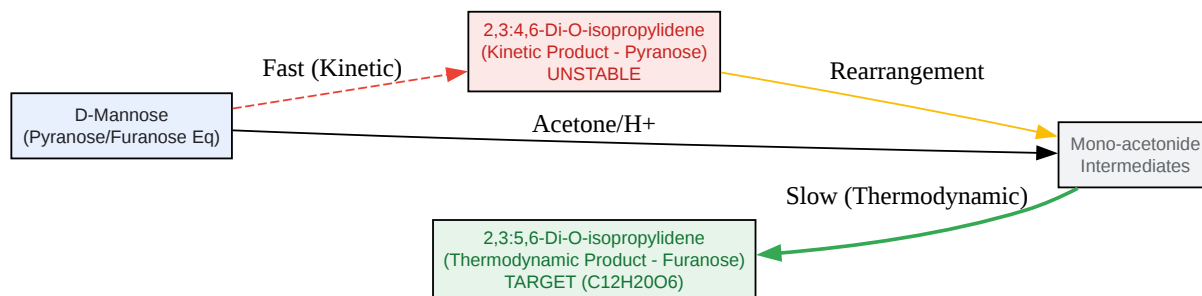 2,3:4,6-Di-O-isopropylidene
(Kinetic Product - Pyranose)
UNSTABLE
Fast (Kinetic)
Rearrangement
D-Mannose
(Pyranose/Furanose Eq)
Acetone/H+
Mono-acetonide
Intermediates
Slow (Thermodynamic)
2,3:5,6-Di-O-isopropylidene
(Thermodynamic Product - Furanose)
TARGET (C12H20O6)